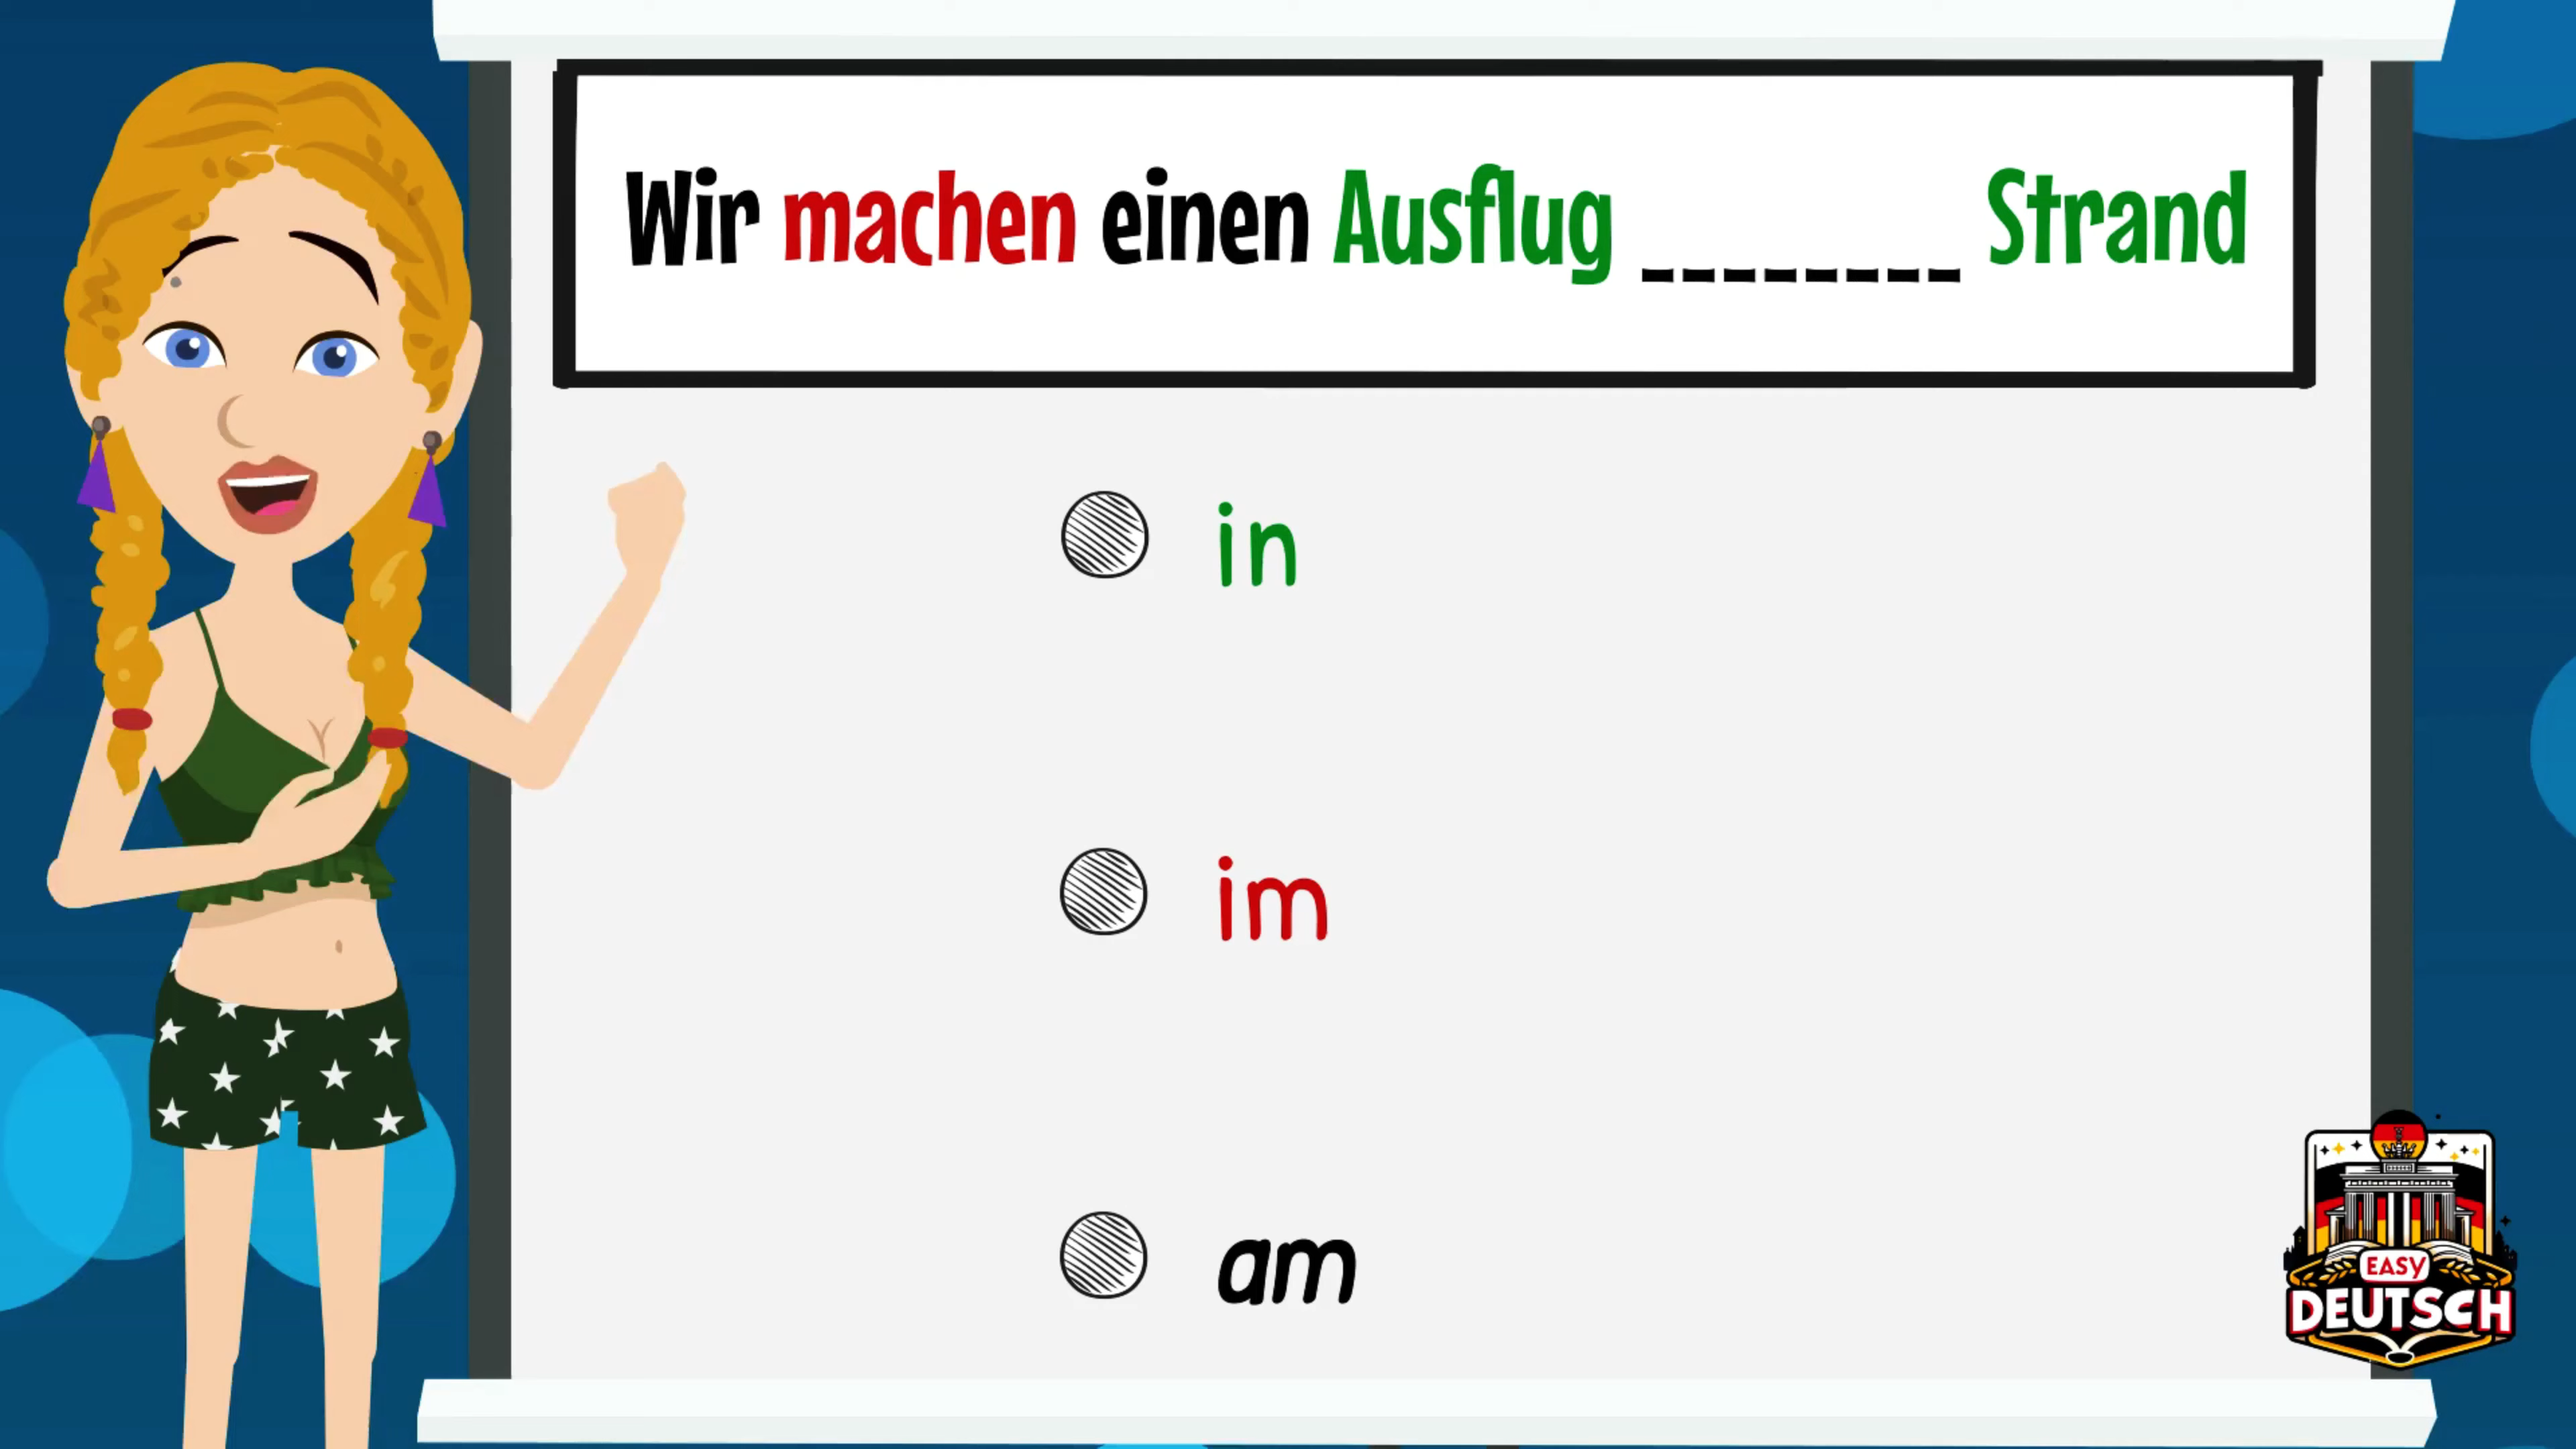 Wir machen einen Ausflug ________ Strand
in
im
am
EASY
DEUTSCH